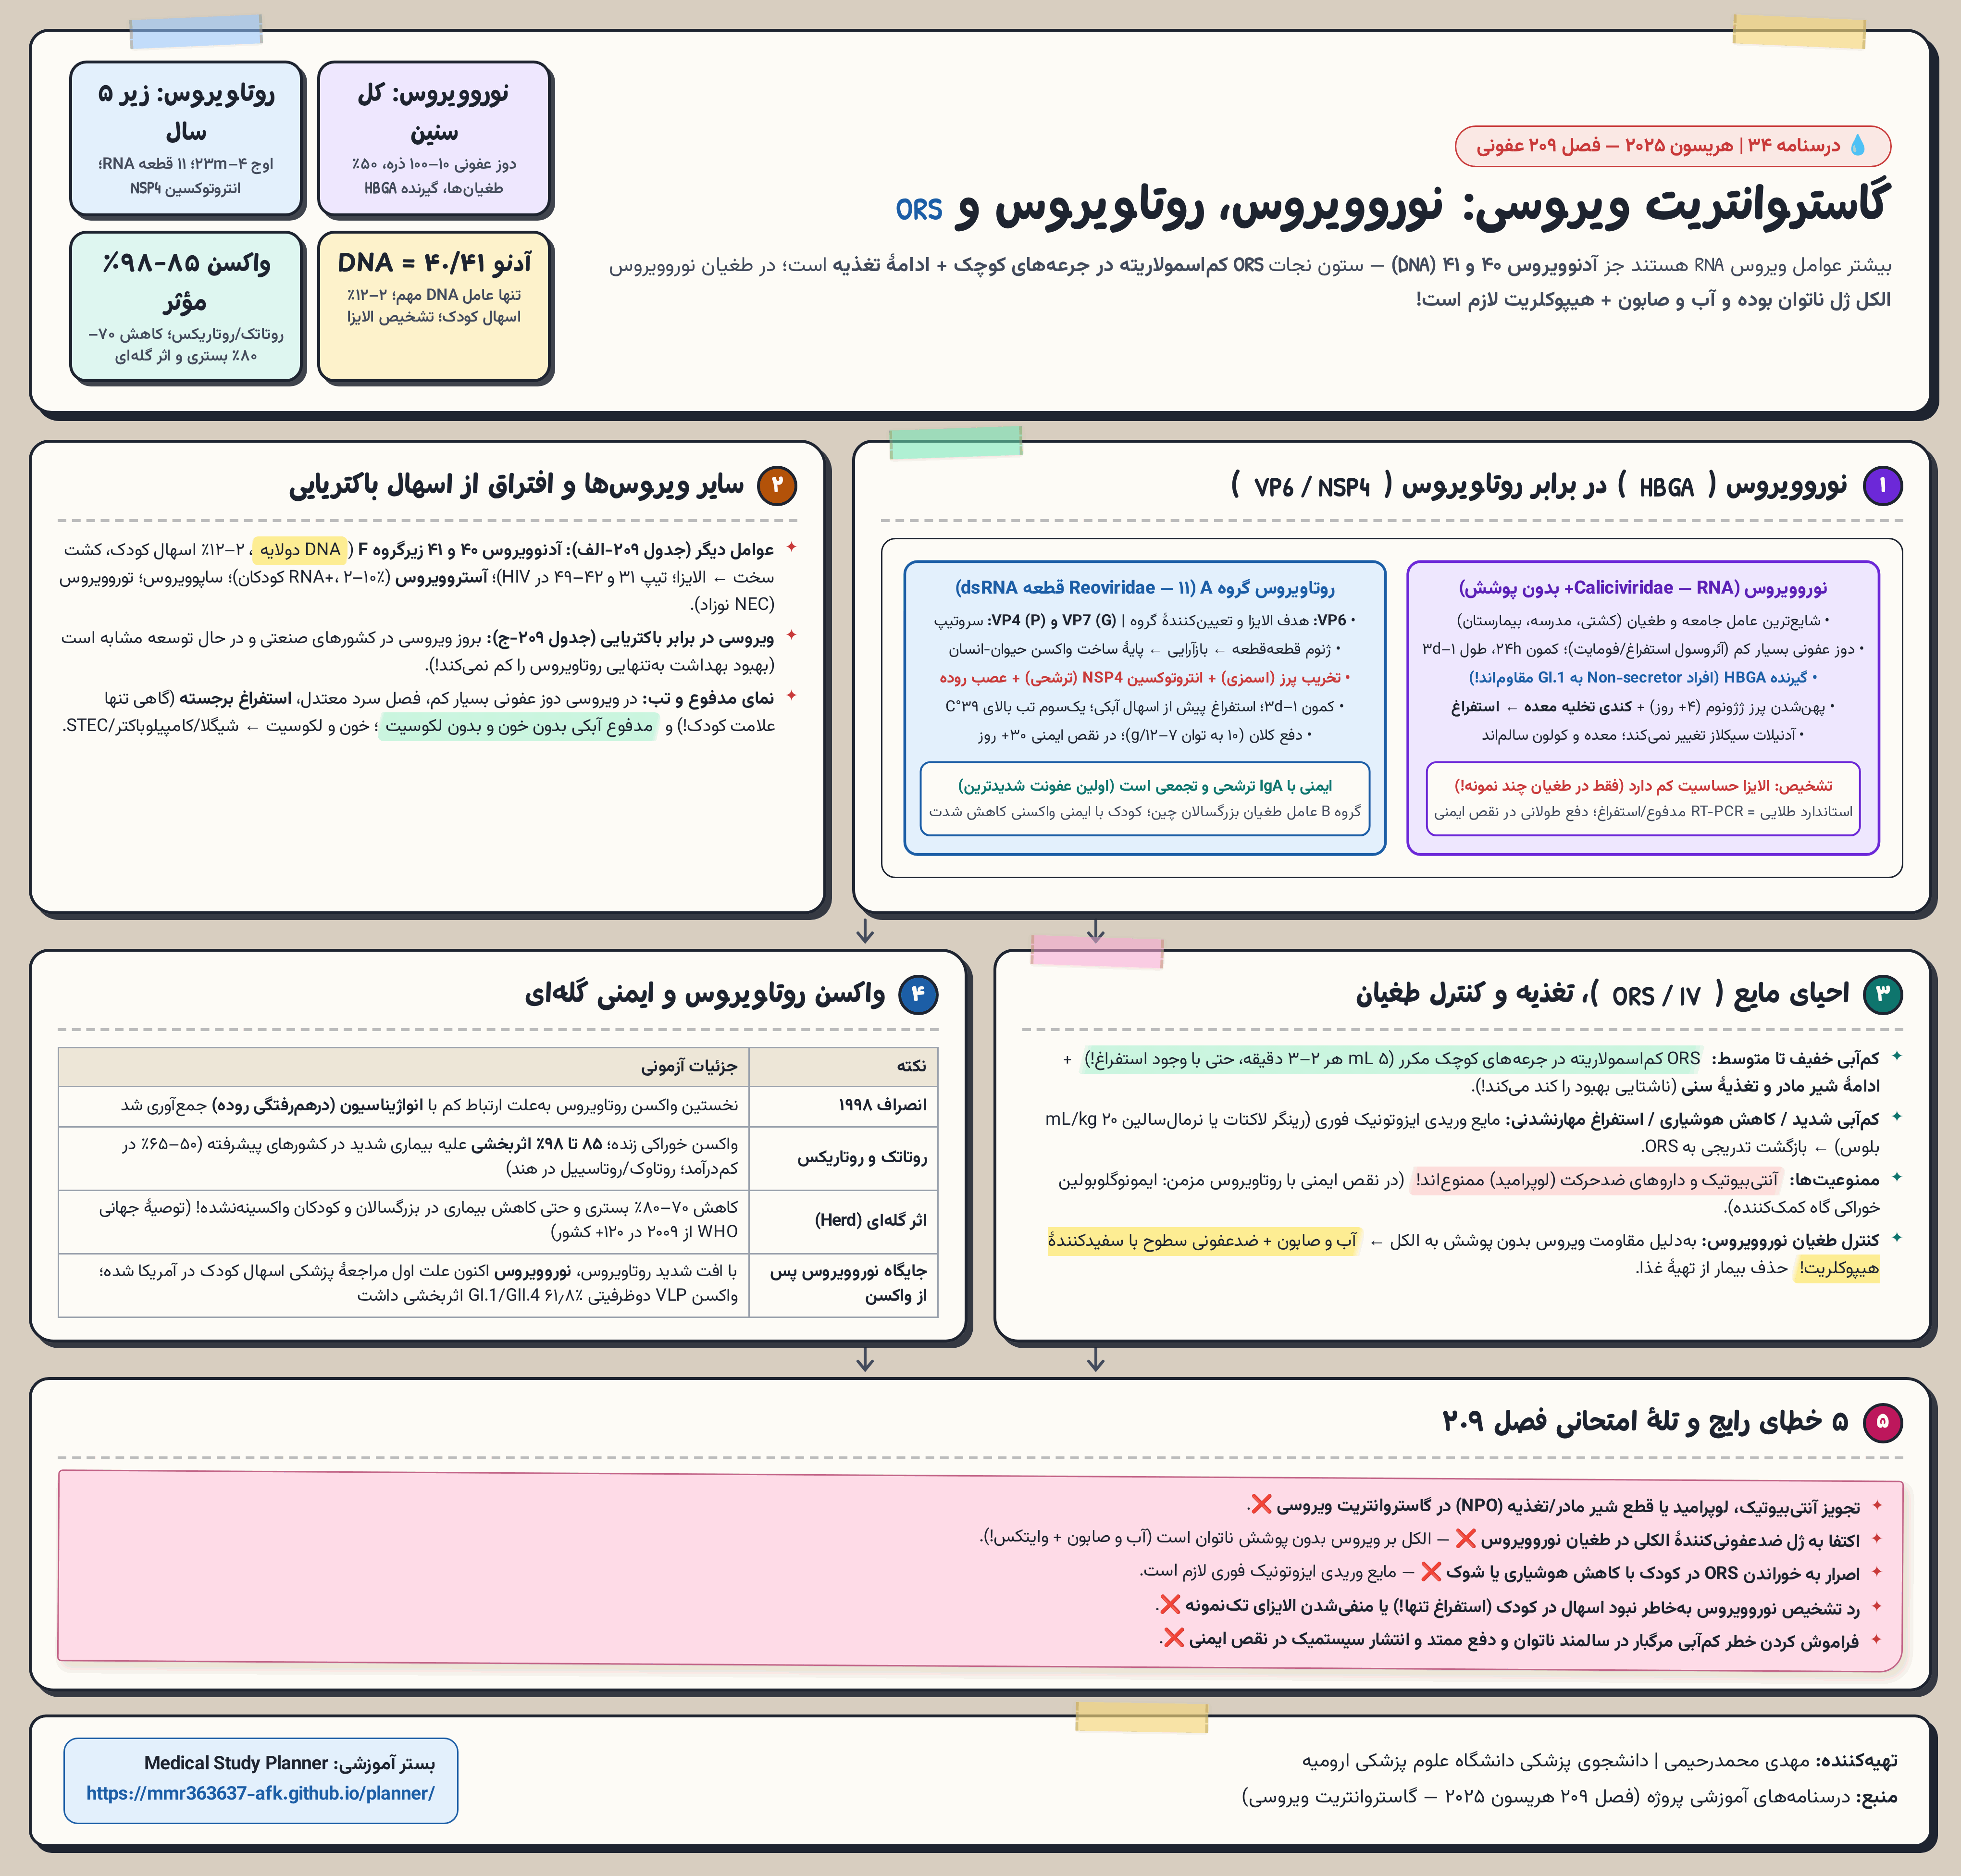 💧 درسنامه ۳۴ | هریسون ۲۰۲۵ — فصل ۲۰۹ عفونی
گاستروانتریت ویروسی: نوروویروس، روتاویروس و ORS
بیشتر عوامل ویروس RNA هستند جز آدنوویروس ۴۰ و ۴۱ (DNA) — ستون نجات ORS کم‌اسمولاریته در جرعه‌های کوچک + ادامهٔ تغذیه است؛ در طغیان نوروویروس
الکل ژل ناتوان بوده و آب و صابون + هیپوکلریت لازم است!
نوروویروس: کل
سنین
دوز عفونی ۱۰–۱۰۰ ذره، ۵۰٪
طغیان‌ها، گیرنده HBGA
روتاویروس: زیر ۵
سال
اوج ۴–۲۳m؛ ۱۱ قطعه RNA؛
انتروتوکسین NSP4
آدنو ۴۰/۴۱ = DNA
تنها عامل DNA مهم؛ ۲–۱۲٪
اسهال کودک؛ تشخیص الایزا
واکسن ۸۵-۹۸٪
مؤثر
روتاتک/روتاریکس؛ کاهش ۷۰–
۸۰٪ بستری و اثر گله‌ای
۱ نوروویروس ( HBGA ) در برابر روتاویروس ( VP6 / NSP4 )
نوروویروس (Caliciviridae — RNA+ بدون پوشش)
• شایع‌ترین عامل جامعه و طغیان (کشتی، مدرسه، بیمارستان)
• دوز عفونی بسیار کم (آئروسول استفراغ/فومایت)؛ کمون ۲۴h، طول ۱–۳d
• گیرنده HBGA (افراد Non-secretor به GI.1 مقاوم‌اند!)
• پهن‌شدن پرز ژژونوم (۴+ روز) + کندی تخلیه معده ← استفراغ
• آدنیلات سیکلاز تغییر نمی‌کند؛ معده و کولون سالم‌اند
تشخیص: الایزا حساسیت کم دارد (فقط در طغیان چند نمونه!)
استاندارد طلایی = RT-PCR مدفوع/استفراغ؛ دفع طولانی در نقص ایمنی
روتاویروس گروه A (Reoviridae — ۱۱ قطعه dsRNA)
• VP6: هدف الایزا و تعیین‌کنندهٔ گروه | VP7 (G) و VP4 (P): سروتیپ
• ژنوم قطعه‌قطعه ← بازآرایی ← پایهٔ ساخت واکسن حیوان-انسان
• تخریب پرز (اسمزی) + انتروتوکسین NSP4 (ترشحی) + عصب روده
• کمون ۱–۳d؛ استفراغ پیش از اسهال آبکی؛ یک‌سوم تب بالای ۳۹°C
• دفع کلان (۱۰ به توان ۷–۱۲/g)؛ در نقص ایمنی ۳۰+ روز
ایمنی با IgA ترشحی و تجمعی است (اولین عفونت شدیدترین)
گروه B عامل طغیان بزرگسالان چین؛ کودک با ایمنی واکسنی کاهش شدت
۲ سایر ویروس‌ها و افتراق از اسهال باکتریایی
✦ عوامل دیگر (جدول ۲۰۹-الف): آدنوویروس ۴۰ و ۴۱ زیرگروه F (DNA دولایه، ۲–۱۲٪ اسهال کودک، کشت
سخت ← الایزا؛ تیپ ۳۱ و ۴۲–۴۹ در HIV)؛ آستروویروس (RNA+، ۲–۱۰٪ کودکان)؛ ساپوویروس؛ توروویروس
(NEC نوزاد).
✦ ویروسی در برابر باکتریایی (جدول ۲۰۹-ج): بروز ویروسی در کشورهای صنعتی و در حال توسعه مشابه است
(بهبود بهداشت به‌تنهایی روتاویروس را کم نمی‌کند!).
✦ نمای مدفوع و تب: در ویروسی دوز عفونی بسیار کم، فصل سرد معتدل، استفراغ برجسته (گاهی تنها
علامت کودک!) و مدفوع آبکی بدون خون و بدون لکوسیت؛ خون و لکوسیت ← شیگلا/کامپیلوباکتر/STEC.
۳ احیای مایع ( ORS / IV )، تغذیه و کنترل طغیان
✦ کم‌آبی خفیف تا متوسط: ORS کم‌اسمولاریته در جرعه‌های کوچک مکرر (۵ mL هر ۲–۳ دقیقه، حتی با وجود استفراغ!) +
ادامهٔ شیر مادر و تغذیهٔ سنی (ناشتایی بهبود را کند می‌کند!).
✦ کم‌آبی شدید / کاهش هوشیاری / استفراغ مهارنشدنی: مایع وریدی ایزوتونیک فوری (رینگر لاکتات یا نرمال‌سالین ۲۰ mL/kg
بلوس) ← بازگشت تدریجی به ORS.
✦ ممنوعیت‌ها: آنتی‌بیوتیک و داروهای ضدحرکت (لوپرامید) ممنوع‌اند! (در نقص ایمنی با روتاویروس مزمن: ایمونوگلوبولین
خوراکی گاه کمک‌کننده).
✦ کنترل طغیان نوروویروس: به‌دلیل مقاومت ویروس بدون پوشش به الکل ← آب و صابون + ضدعفونی سطوح با سفیدکنندهٔ
هیپوکلریت! حذف بیمار از تهیهٔ غذا.
۴ واکسن روتاویروس و ایمنی گله‌ای
نکته | جزئیات آزمونی
انصراف ۱۹۹۸ | نخستین واکسن روتاویروس به‌علت ارتباط کم با انواژیناسیون (درهم‌رفتگی روده) جمع‌آوری شد
روتاتک و روتاریکس | واکسن خوراکی زنده؛ ۸۵ تا ۹۸٪ اثربخشی علیه بیماری شدید در کشورهای پیشرفته (۵۰–۶۵٪ در
کم‌درآمد؛ روتاوک/روتاسییل در هند)
اثر گله‌ای (Herd) | کاهش ۷۰–۸۰٪ بستری و حتی کاهش بیماری در بزرگسالان و کودکان واکسینه‌نشده! (توصیهٔ جهانی
WHO از ۲۰۰۹ در ۱۲۰+ کشور)
جایگاه نوروویروس پس
از واکسن | با افت شدید روتاویروس، نوروویروس اکنون علت اول مراجعهٔ پزشکی اسهال کودک در آمریکا شده؛
واکسن VLP دوظرفیتی GI.1/GII.4 ۶۱٫۸٪ اثربخشی داشت
۵ ۵ خطای رایج و تلهٔ امتحانی فصل ۲۰۹
✦ تجویز آنتی‌بیوتیک، لوپرامید یا قطع شیر مادر/تغذیه (NPO) در گاستروانتریت ویروسی ❌.
✦ اکتفا به ژل ضدعفونی‌کنندهٔ الکلی در طغیان نوروویروس ❌ — الکل بر ویروس بدون پوشش ناتوان است (آب و صابون + وایتکس!).
✦ اصرار به خوراندن ORS در کودک با کاهش هوشیاری یا شوک ❌ — مایع وریدی ایزوتونیک فوری لازم است.
✦ رد تشخیص نوروویروس به‌خاطر نبود اسهال در کودک (استفراغ تنها!) یا منفی‌شدن الایزای تک‌نمونه ❌.
✦ فراموش کردن خطر کم‌آبی مرگبار در سالمند ناتوان و دفع ممتد و انتشار سیستمیک در نقص ایمنی ❌.
تهیه‌کننده: مهدی محمدرحیمی | دانشجوی پزشکی دانشگاه علوم پزشکی ارومیه
منبع: درسنامه‌های آموزشی پروژه (فصل ۲۰۹ هریسون ۲۰۲۵ — گاستروانتریت ویروسی)
بستر آموزشی: Medical Study Planner
https://mmr363637-afk.github.io/planner/